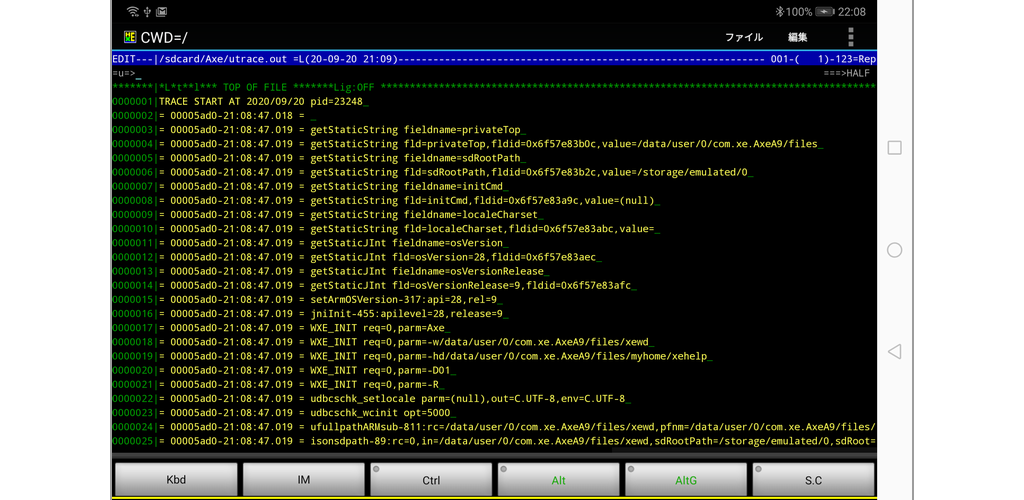 100% 22:08
CWD=/ ファイル 編集
EDIT---|/sdcard/Axe/utrace.out =L(20-09-20 21:09)--------------------------------------------------------------- 001-( 1)-123=Rep
=u=>_ ===>HALF
*******|*L*t**l*** TOP OF FILE *******Lig:OFF *************************************************************************************
0000001|TRACE START AT 2020/09/20 pid=23248_
0000002|= 00005ad0-21:08:47.018 = _
0000003|= 00005ad0-21:08:47.019 = getStaticString fieldname=privateTop_
0000004|= 00005ad0-21:08:47.019 = getStaticString fld=privateTop,fldid=0x6f57e83b0c,value=/data/user/0/com.xe.AxeA9/files_
0000005|= 00005ad0-21:08:47.019 = getStaticString fieldname=sdRootPath_
0000006|= 00005ad0-21:08:47.019 = getStaticString fld=sdRootPath,fldid=0x6f57e83b2c,value=/storage/emulated/0_
0000007|= 00005ad0-21:08:47.019 = getStaticString fieldname=initCmd_
0000008|= 00005ad0-21:08:47.019 = getStaticString fld=initCmd,fldid=0x6f57e83a9c,value=(null)_
0000009|= 00005ad0-21:08:47.019 = getStaticString fieldname=localeCharset_
0000010|= 00005ad0-21:08:47.019 = getStaticString fld=localeCharset,fldid=0x6f57e83abc,value=_
0000011|= 00005ad0-21:08:47.019 = getStaticJInt fieldname=osVersion_
0000012|= 00005ad0-21:08:47.019 = getStaticJInt fld=osVersion=28,fldid=0x6f57e83aec_
0000013|= 00005ad0-21:08:47.019 = getStaticJInt fieldname=osVersionRelease_
0000014|= 00005ad0-21:08:47.019 = getStaticJInt fld=osVersionRelease=9,fldid=0x6f57e83afc_
0000015|= 00005ad0-21:08:47.019 = setArmOSVersion-317:api=28,rel=9_
0000016|= 00005ad0-21:08:47.019 = jniInit-455:apilevel=28,release=9_
0000017|= 00005ad0-21:08:47.019 = WXE_INIT req=0,parm=Axe_
0000018|= 00005ad0-21:08:47.019 = WXE_INIT req=0,parm=-w/data/user/0/com.xe.AxeA9/files/xewd_
0000019|= 00005ad0-21:08:47.019 = WXE_INIT req=0,parm=-hd/data/user/0/com.xe.AxeA9/files/myhome/xehelp_
0000020|= 00005ad0-21:08:47.019 = WXE_INIT req=0,parm=-D01_
0000021|= 00005ad0-21:08:47.019 = WXE_INIT req=0,parm=-R_
0000022|= 00005ad0-21:08:47.019 = udbcschk_setlocale parm=(null),out=C.UTF-8,env=C.UTF-8_
0000023|= 00005ad0-21:08:47.019 = udbcschk_wcinit opt=5000_
0000024|= 00005ad0-21:08:47.019 = ufullpathARMsub-811:rc=/data/user/0/com.xe.AxeA9/files/xewd,pfnm=/data/user/0/com.xe.AxeA9/files/
0000025|= 00005ad0-21:08:47.019 = isonsdpath-89:rc=0,in=/data/user/0/com.xe.AxeA9/files/xewd,sdRootPath=/storage/emulated/0,sdRoot=
Kbd IM Ctrl Alt AltG S.C